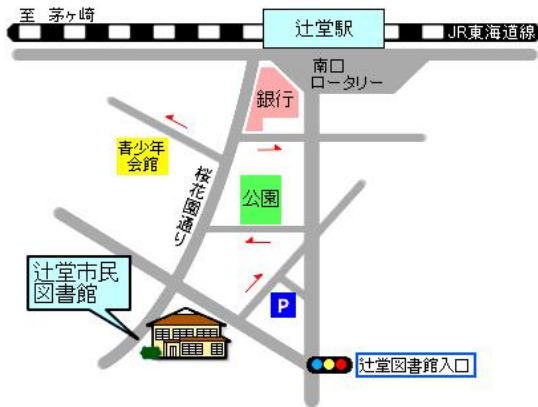 至 茅ヶ崎
辻堂駅
JR東海道線
南口
ロータリー
銀行
青少年
会館
桜花園通り
公園
辻堂市民
図書館
P
辻堂図書館入口